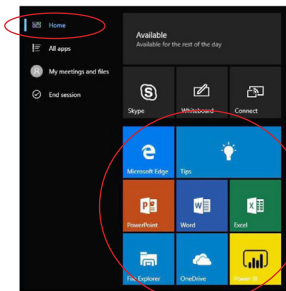 Home
All apps
My meetings and files
End session
Available
Available for the rest of the day
Skype
Whiteboard
Connect
Microsoft Edge
Tips
PowerPoint
Word
Excel
File Explorer
OneDrive
Power BI